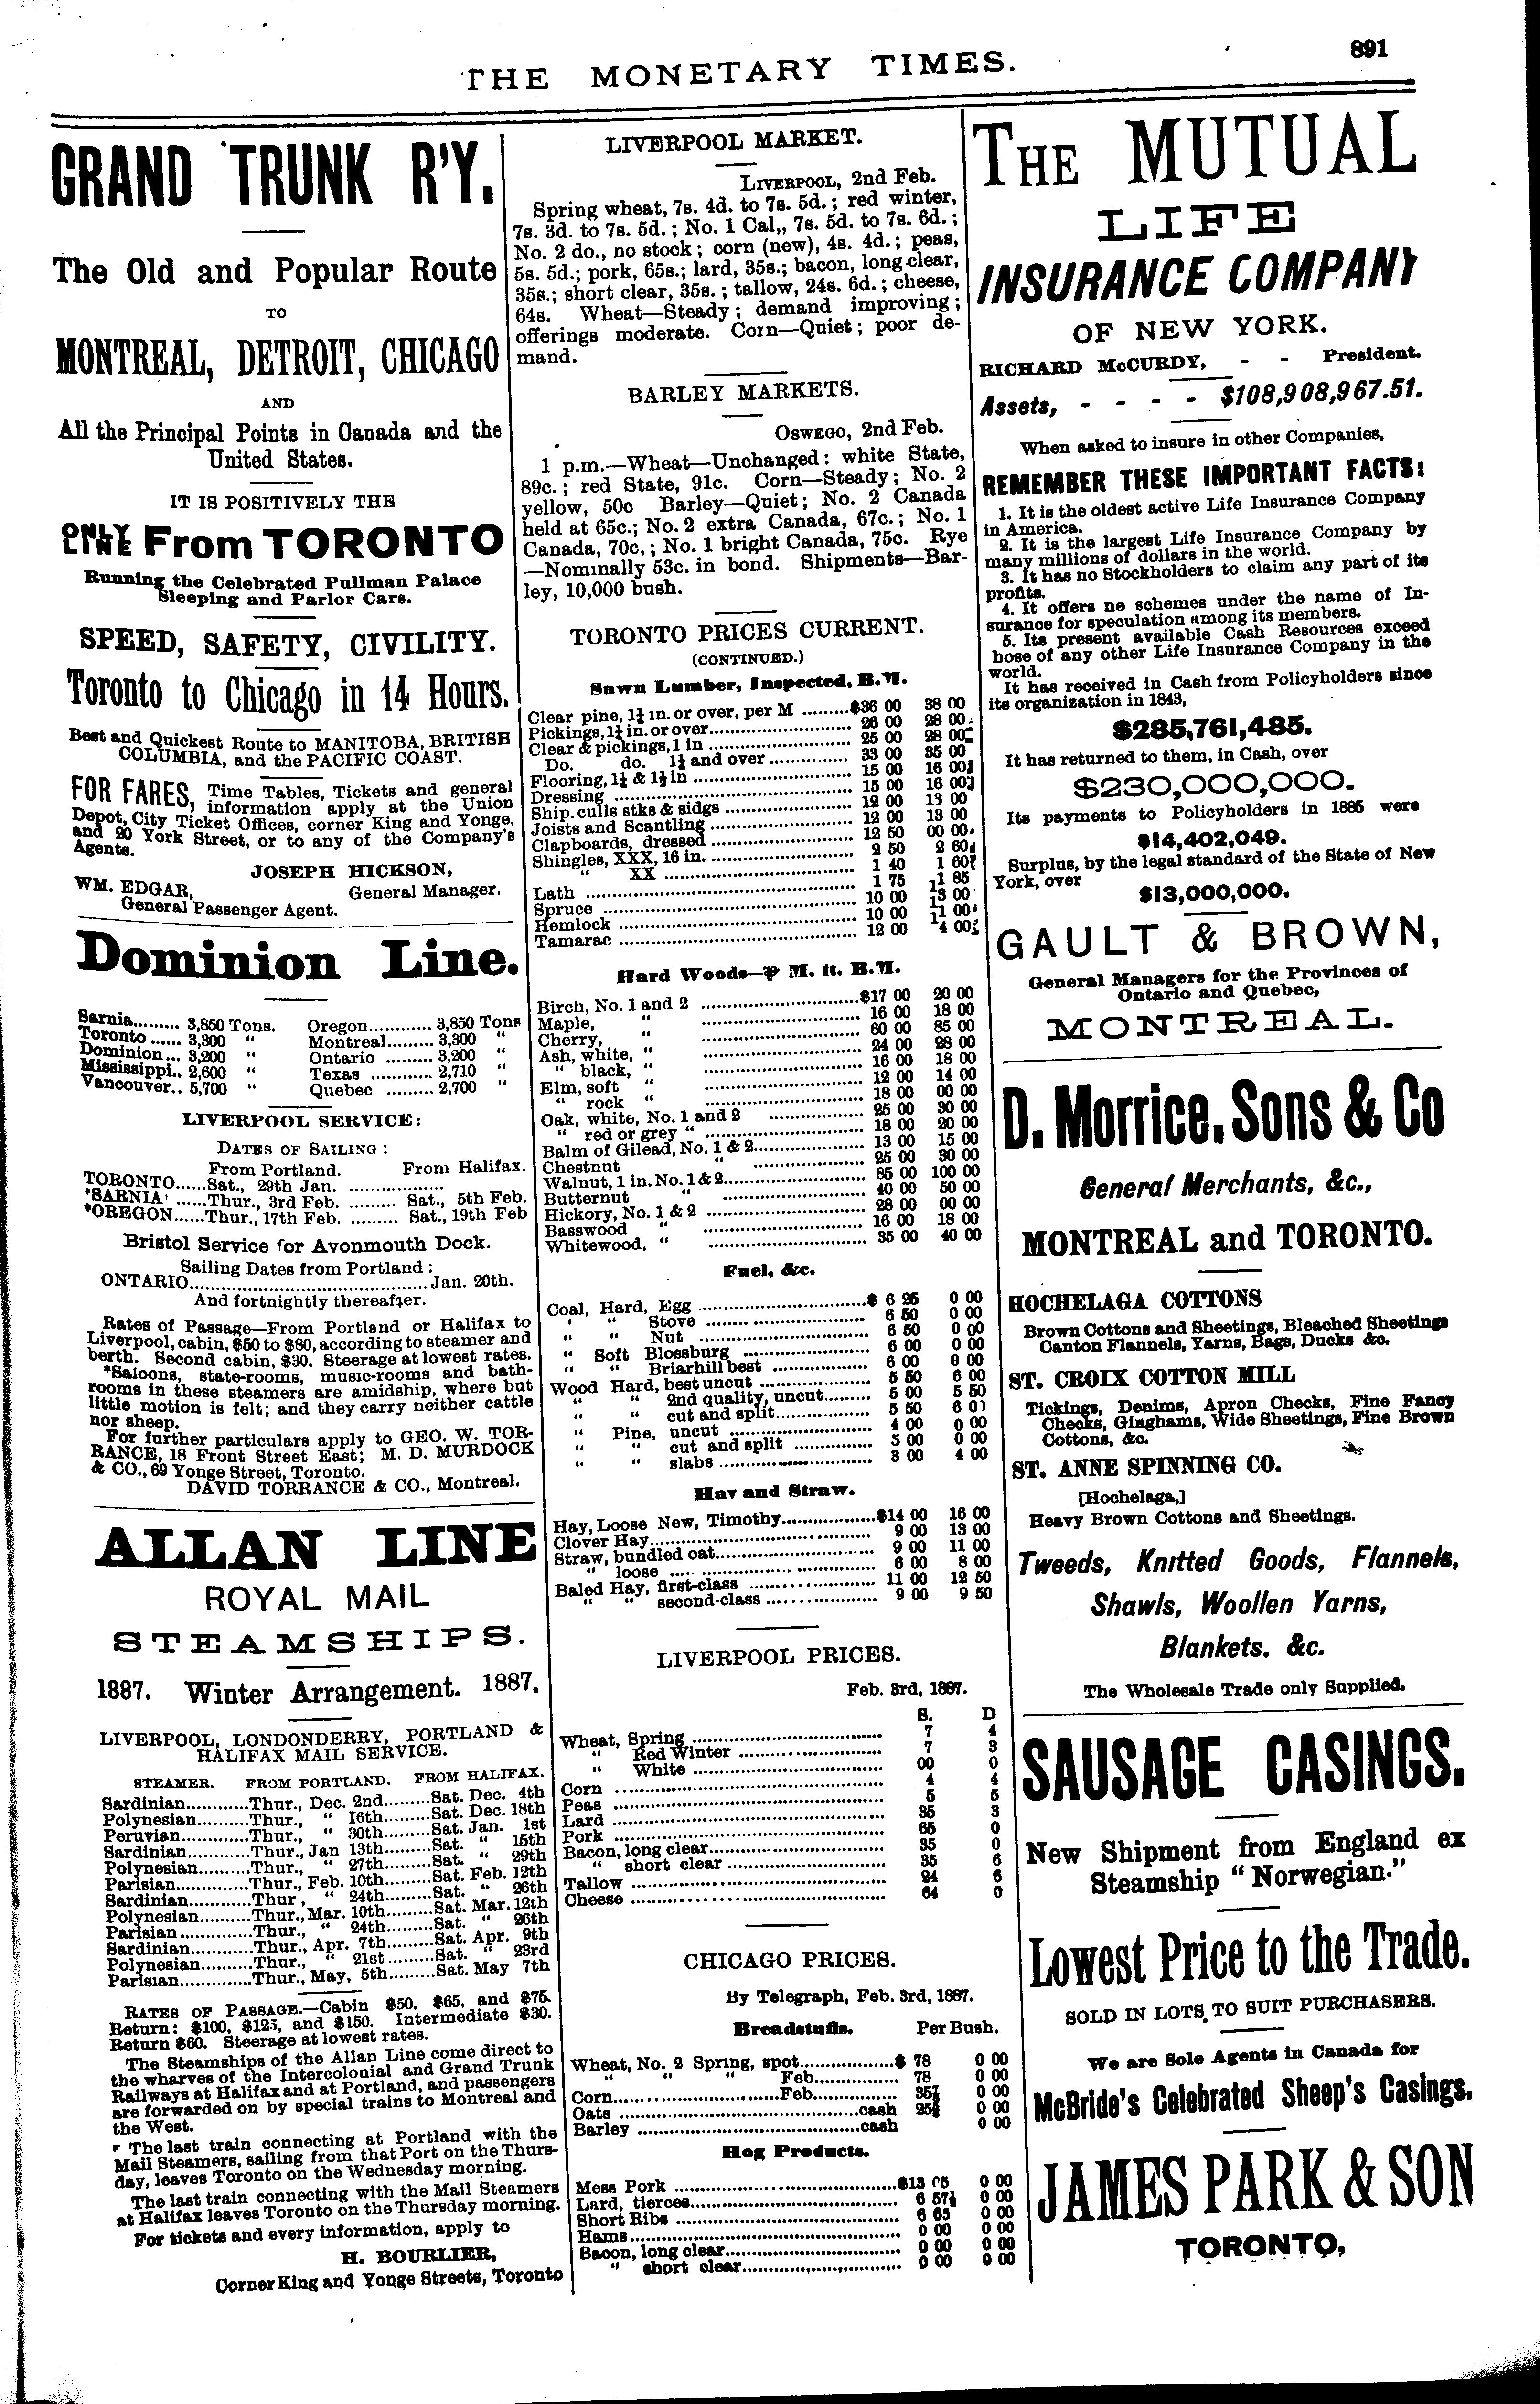 THE MONETARY TIMES.
891
GRAND TRUNK R'Y.
The Old and Popular Route
TO
MONTREAL, DETROIT, CHICAGO
AND
All the Principal Points in Canada and the
United States.
IT IS POSITIVELY THE
ONLY LINE From TORONTO
Running the Celebrated Pullman Palace
Sleeping and Parlor Cars.
SPEED, SAFETY, CIVILITY.
Toronto to Chicago in 14 Hours.
Best and Quickest Route to MANITOBA, BRITISH
COLUMBIA, and the PACIFIC COAST.
FOR FARES, Time Tables, Tickets and general
information apply at the Union
Depot, City Ticket Offices, corner King and Yonge,
and 20 York Street, or to any of the Company's
Agents.
JOSEPH HICKSON,
WM. EDGAR, General Manager.
General Passenger Agent.
Dominion Line.
Sarnia......... 3,850 Tons. Oregon............ 3,850 Tons
Toronto ...... 3,300 " Montreal......... 3,300 "
Dominion... 3,200 " Ontario ......... 3,200 "
Mississippi.. 2,600 " Texas ............ 2,710 "
Vancouver.. 5,700 " Quebec ......... 2,700 "
LIVERPOOL SERVICE:
DATES OF SAILING:
From Portland. From Halifax.
TORONTO......Sat., 29th Jan. ................
*SARNIA' ......Thur., 3rd Feb. ......... Sat., 5th Feb.
*OREGON......Thur., 17th Feb. ......... Sat., 19th Feb
Bristol Service for Avonmouth Dock.
Sailing Dates from Portland:
ONTARIO................................................Jan. 20th.
And fortnightly thereafter.
Rates of Passage—From Portland or Halifax to
Liverpool, cabin, $50 to $80, according to steamer and
berth. Second cabin, $30. Steerage at lowest rates.
*Saloons, state-rooms, music-rooms and bath-
rooms in these steamers are amidship, where but
little motion is felt; and they carry neither cattle
nor sheep.
For further particulars apply to GEO. W. TOR-
RANCE, 18 Front Street East; M. D. MURDOCK
& CO., 69 Yonge Street, Toronto.
DAVID TORRANCE & CO., Montreal.
ALLAN LINE
ROYAL MAIL
STEAMSHIPS.
1887. Winter Arrangement. 1887.
LIVERPOOL, LONDONDERRY, PORTLAND &
HALIFAX MAIL SERVICE.
STEAMER. FROM PORTLAND. FROM HALIFAX.
Sardinian............Thur., Dec. 2nd........Sat. Dec. 4th
Polynesian..........Thur., " 16th........Sat. Dec. 18th
Peruvian............Thur., " 30th........Sat. Jan. 1st
Sardinian............Thur., Jan 13th........Sat. " 15th
Polynesian..........Thur., " 27th........Sat. " 29th
Parisian.............Thur., Feb. 10th........Sat. Feb. 12th
Sardinian............Thur , " 24th........Sat. " 26th
Polynesian..........Thur., Mar. 10th........Sat. Mar. 12th
Parisian..............Thur., " 24th........Sat. " 26th
Sardinian............Thur., Apr. 7th........Sat. Apr. 9th
Polynesian..........Thur., " 21st........Sat. " 23rd
Parisian..............Thur., May, 5th........Sat. May 7th
RATES OF PASSAGE.—Cabin $50, $65, and $75.
Return: $100, $125, and $150. Intermediate $30.
Return $60. Steerage at lowest rates.
The Steamships of the Allan Line come direct to
the wharves of the Intercolonial and Grand Trunk
Railways at Halifax and at Portland, and passengers
are forwarded on by special trains to Montreal and
the West.
The last train connecting at Portland with the
Mail Steamers, sailing from that Port on the Thurs-
day, leaves Toronto on the Wednesday morning.
The last train connecting with the Mail Steamers
at Halifax leaves Toronto on the Thursday morning.
For tickets and every information, apply to
H. BOURLIER,
Corner King and Yonge Streets, Toronto
LIVERPOOL MARKET.
LIVERPOOL, 2nd Feb.
Spring wheat, 7s. 4d. to 7s. 5d.; red winter,
7s. 3d. to 7s. 5d.; No. 1 Cal,, 7s. 5d. to 7s. 6d.;
No. 2 do., no stock; corn (new), 4s. 4d.; peas,
5s. 5d.; pork, 65s.; lard, 35s.; bacon, long clear,
35s.; short clear, 35s.; tallow, 24s. 6d.; cheese,
64s. Wheat—Steady; demand improving;
offerings moderate. Corn—Quiet; poor de-
mand.
BARLEY MARKETS.
OSWEGO, 2nd Feb.
1 p.m.—Wheat—Unchanged: white State,
89c.; red State, 91c. Corn—Steady; No. 2
yellow, 50c Barley—Quiet; No. 2 Canada
held at 65c.; No. 2 extra Canada, 67c.; No. 1
Canada, 70c,; No. 1 bright Canada, 75c. Rye
—Nominally 53c. in bond. Shipments—Bar-
ley, 10,000 bush.
TORONTO PRICES CURRENT.
(CONTINUED.)
Sawn Lumber, Inspected, B.M.
Clear pine, 1¼ in. or over, per M .........$36 00 38 00
Pickings, 1¼ in. or over............................ 26 00 28 00
Clear & pickings, 1 in ............................ 25 00 28 00
Do. do. 1¼ and over ............... 33 00 35 00
Flooring, 1¼ & 1½ in ............................ 15 00 16 00
Dressing ............................ 15 00 16 00
Ship. culls stks & sidgs ............................ 12 00 13 00
Joists and Scantling ............................ 12 00 13 00
Clapboards, dressed ............................ 12 50 00 00
Shingles, XXX, 16 in. ............................ 2 50 2 60
" XX ............................ 1 40 1 60
Lath ............................ 1 75 1 85
Spruce ............................ 10 00 13 00
Hemlock ............................ 10 00 11 00
Tamarac ............................ 12 00 14 00
Hard Woods—₱ M. ft. B.M.
Birch, No. 1 and 2 ............................$17 00 20 00
Maple, " ............................ 16 00 18 00
Cherry, " ............................ 60 00 85 00
Ash, white, " ............................ 24 00 28 00
" black, " ............................ 16 00 18 00
Elm, soft " ............................ 12 00 14 00
" rock " ............................ 18 00 00 00
Oak, white, No. 1 and 2 ................ 25 00 30 00
" red or grey " ............................ 18 00 20 00
Balm of Gilead, No. 1 & 2................ 13 00 15 00
Chestnut " ................ 25 00 30 00
Walnut, 1 in. No. 1 & 2................ 85 00 100 00
Butternut " ................ 40 00 50 00
Hickory, No. 1 & 2 ................ 28 00 00 00
Basswood " ................ 16 00 18 00
Whitewood, " ................ 35 00 40 00
Fuel, &c.
Coal, Hard, Egg ............................$ 6 25 0 00
" " Stove ............................ 6 50 0 00
" " Nut ............................ 6 50 0 00
" Soft Blossburg ................ 6 00 0 00
" " Briarhill best ................ 6 00 0 00
Wood Hard, best uncut ................ 5 50 6 00
" " 2nd quality, uncut......... 5 00 5 50
" " cut and split................ 5 50 6 01
" Pine, uncut ................ 4 00 0 00
" " cut and split ................ 5 00 0 00
" " slabs ................ 3 00 4 00
Hay and Straw.
Hay, Loose New, Timothy..................$14 00 16 00
Clover Hay............................ 9 00 13 00
Straw, bundled oat............................ 9 00 11 00
" loose ............................ 6 00 8 00
Baled Hay, first-class ................ 11 00 12 50
" " second-class ................ 9 00 9 50
LIVERPOOL PRICES.
Feb. 3rd, 1887.
S. D
Wheat, Spring ............................ 7 4
" Red Winter ............................ 7 3
" White ............................ 00 0
Corn ............................ 4 4
Peas ............................ 5 5
Lard ............................ 35 3
Pork ............................ 65 0
Bacon, long clear............................ 35 0
" short clear ............................ 35 6
Tallow ............................ 24 6
Cheese ............................ 64 0
CHICAGO PRICES.
By Telegraph, Feb. 3rd, 1887.
Breadstuffs. Per Bush.
Wheat, No. 2 Spring, spot..................$ 78 0 00
" " " Feb................ 78 0 00
Corn............................Feb................ 0 00
Oats ............................cash 0 00
Barley ............................cash 0 00
Hog Products.
Mess Pork ............................$13 0 00
Lard, tierces............................ 6 57½ 0 00
Short Ribs ............................ 6 65 0 00
Hams............................ 0 00 0 00
Bacon, long clear............................ 0 00 0 00
" short clear............................ 0 00 0 00
THE MUTUAL
LIFE
INSURANCE COMPANY
OF NEW YORK.
RICHARD McCURDY, - - President.
Assets, - - - - $108,908,967.51.
When asked to insure in other Companies,
REMEMBER THESE IMPORTANT FACTS:
1. It is the oldest active Life Insurance Company
in America.
2. It is the largest Life Insurance Company by
many millions of dollars in the world.
3. It has no Stockholders to claim any part of its
profits.
4. It offers ne schemes under the name of In-
surance for speculation among its members.
5. Its present available Cash Resources exceed
hose of any other Life Insurance Company in the
world.
It has received in Cash from Policyholders since
its organization in 1843,
$285,761,485.
It has returned to them, in Cash, over
$230,000,000.
Its payments to Policyholders in 1885 were
$14,402,049.
Surplus, by the legal standard of the State of New
York, over
$13,000,000.
GAULT & BROWN,
General Managers for the Provinces of
Ontario and Quebec,
MONTREAL.
D. Morrice, Sons & Co
General Merchants, &c.,
MONTREAL and TORONTO.
HOCHELAGA COTTONS
Brown Cottons and Sheetings, Bleached Sheetings
Canton Flannels, Yarns, Bags, Ducks &c.
ST. CROIX COTTON MILL
Tickings, Denims, Apron Checks, Fine Fancy
Checks, Ginghams, Wide Sheetings, Fine Brown
Cottons, &c.
ST. ANNE SPINNING CO.
[Hochelaga,]
Heavy Brown Cottons and Sheetings.
Tweeds, Knitted Goods, Flannels,
Shawls, Woollen Yarns,
Blankets. &c.
The Wholesale Trade only Supplied.
SAUSAGE CASINGS.
New Shipment from England ex
Steamship "Norwegian."
Lowest Price to the Trade.
SOLD IN LOTS TO SUIT PURCHASERS.
We are Sole Agents in Canada for
McBride's Celebrated Sheep's Casings.
JAMES PARK & SON
TORONTO,